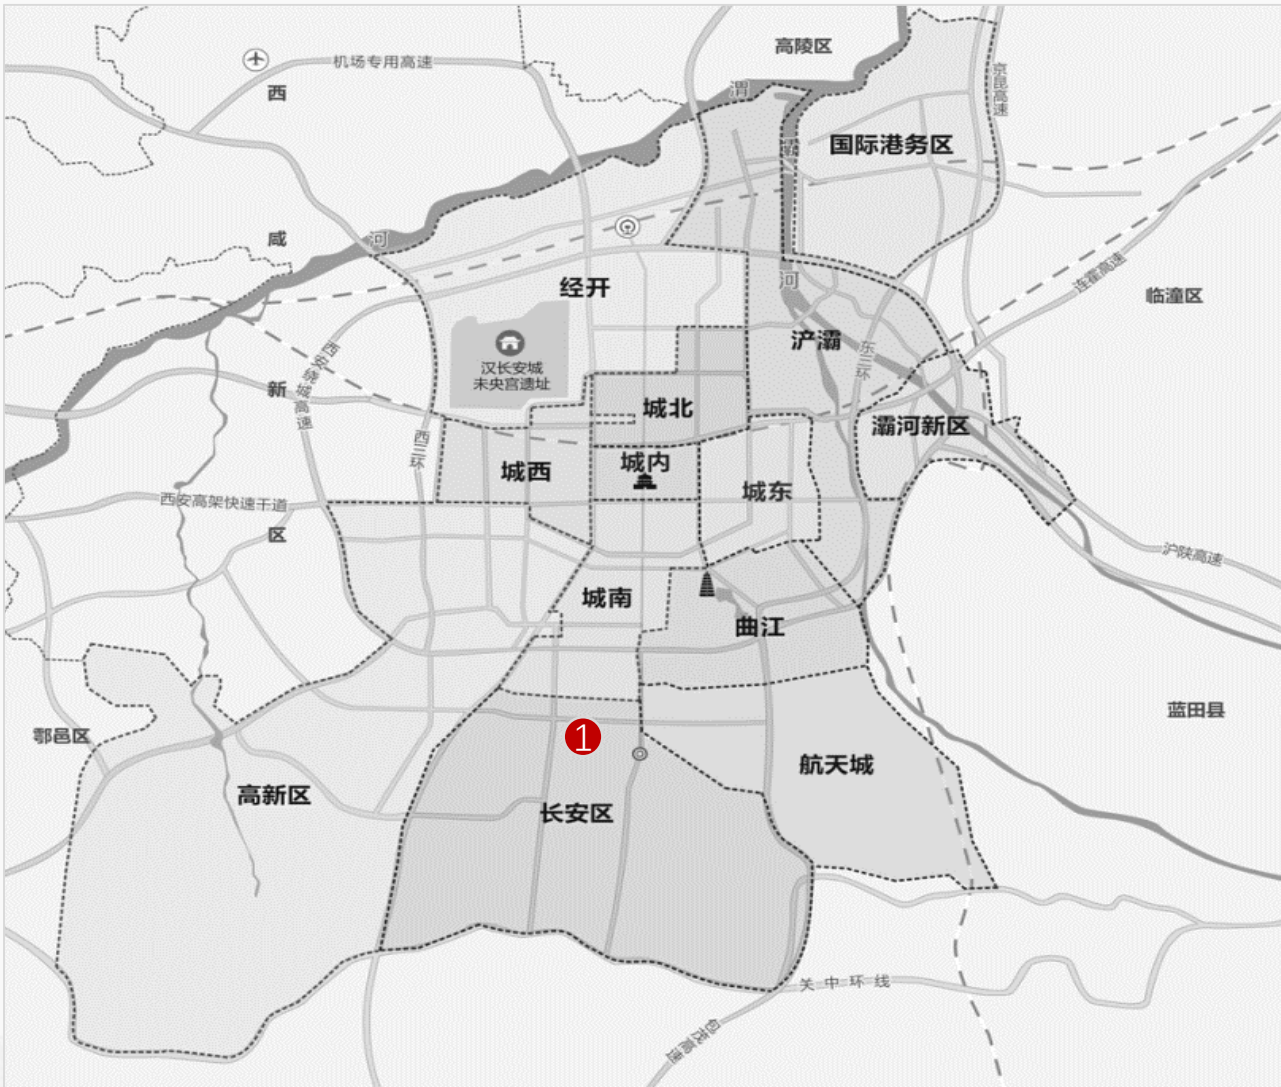 高陵区
机场专用高速
西
渭
京昆高速
国际港务区
灞
咸
河
经开
河
连霍高速
临潼区
浐灞
东三环
西安绕城高速
汉长安城
未央宫遗址
新
城北
灞河新区
西三环
城西
城内
城东
西安高架快速干道
区
沪陕高速
城南
曲江
蓝田县
鄠邑区
1
航天城
高新区
长安区
关中环线
包茂高速